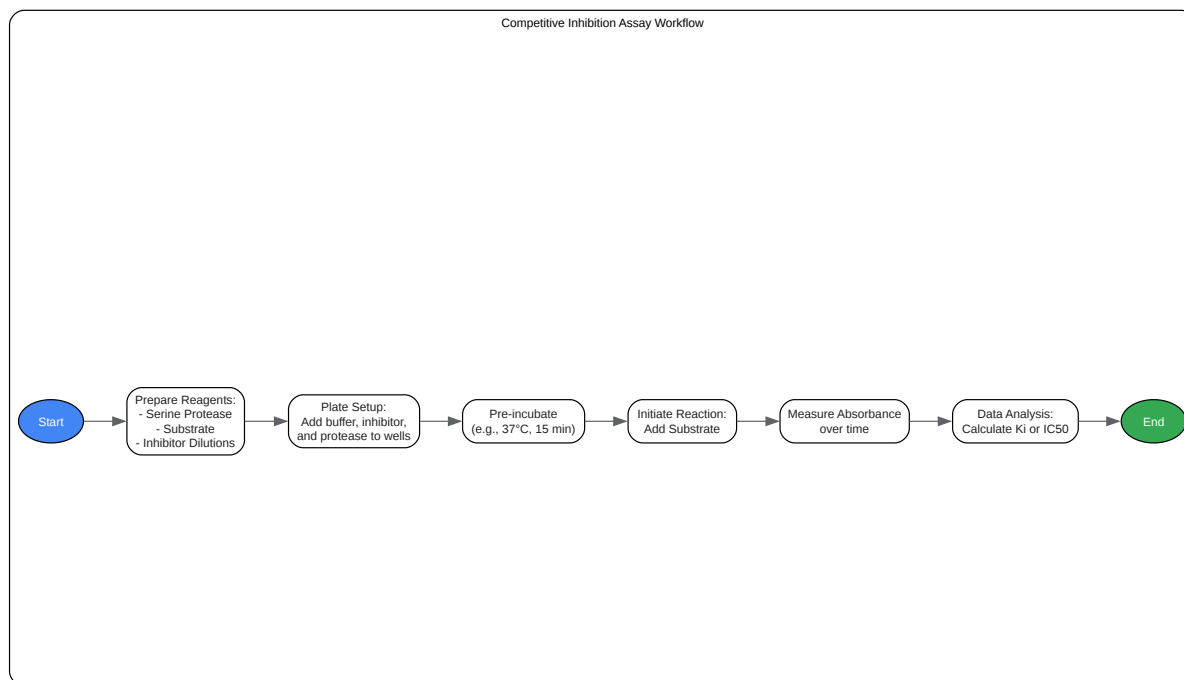 Competitive Inhibition Assay Workflow
Start
Prepare Reagents:
- Serine Protease
- Substrate
- Inhibitor Dilutions
Plate Setup:
Add buffer, inhibitor,
and protease to wells
Pre-incubate
(e.g., 37°C, 15 min)
Initiate Reaction:
Add Substrate
Measure Absorbance
over time
Data Analysis:
Calculate Ki or IC50
End